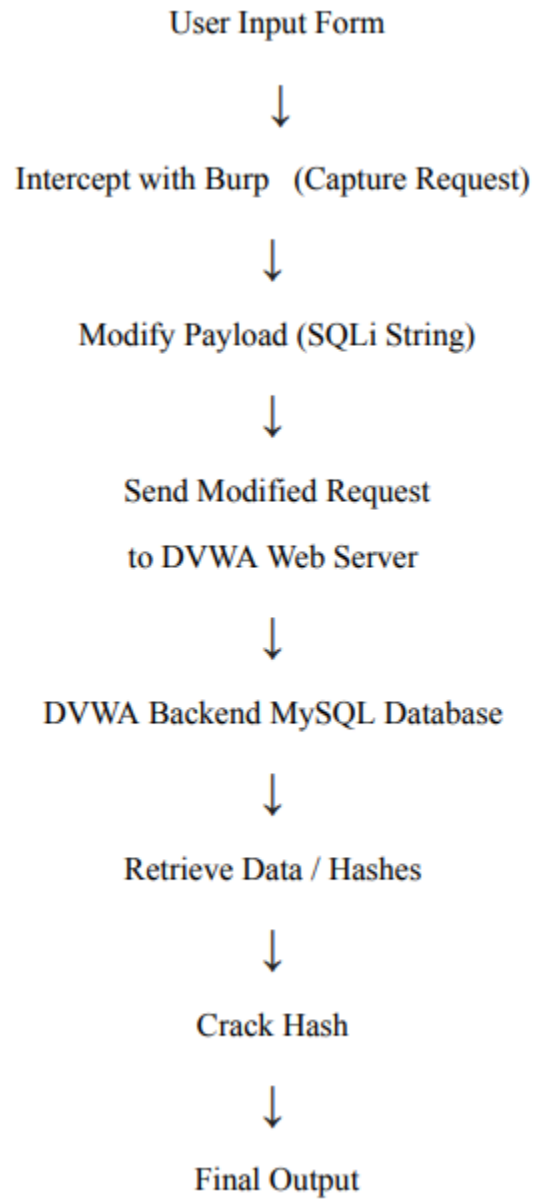 User Input Form
↓
Intercept with Burp (Capture Request)
↓
Modify Payload (SQLi String)
↓
Send Modified Request
to DVWA Web Server
↓
DVWA Backend MySQL Database
↓
Retrieve Data / Hashes
↓
Crack Hash
↓
Final Output